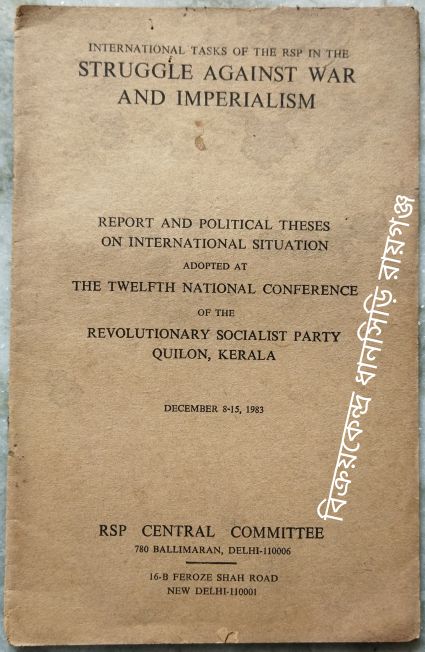 INTERNATIONAL TASKS OF THE RSP IN THE
STRUGGLE AGAINST WAR
AND IMPERIALISM
REPORT AND POLITICAL THESES
ON INTERNATIONAL SITUATION
ADOPTED AT
THE TWELFTH NATIONAL CONFERENCE
OF THE
REVOLUTIONARY SOCIALIST PARTY
QUILON, KERALA
DECEMBER 8-15, 1983
RSP CENTRAL COMMITTEE
780 BALLIMARAN, DELHI-110006
16-B FEROZE SHAH ROAD
NEW DELHI-110001
বিক্রয়কেন্দ্র ধানসিড়ি রায়গঞ্জ